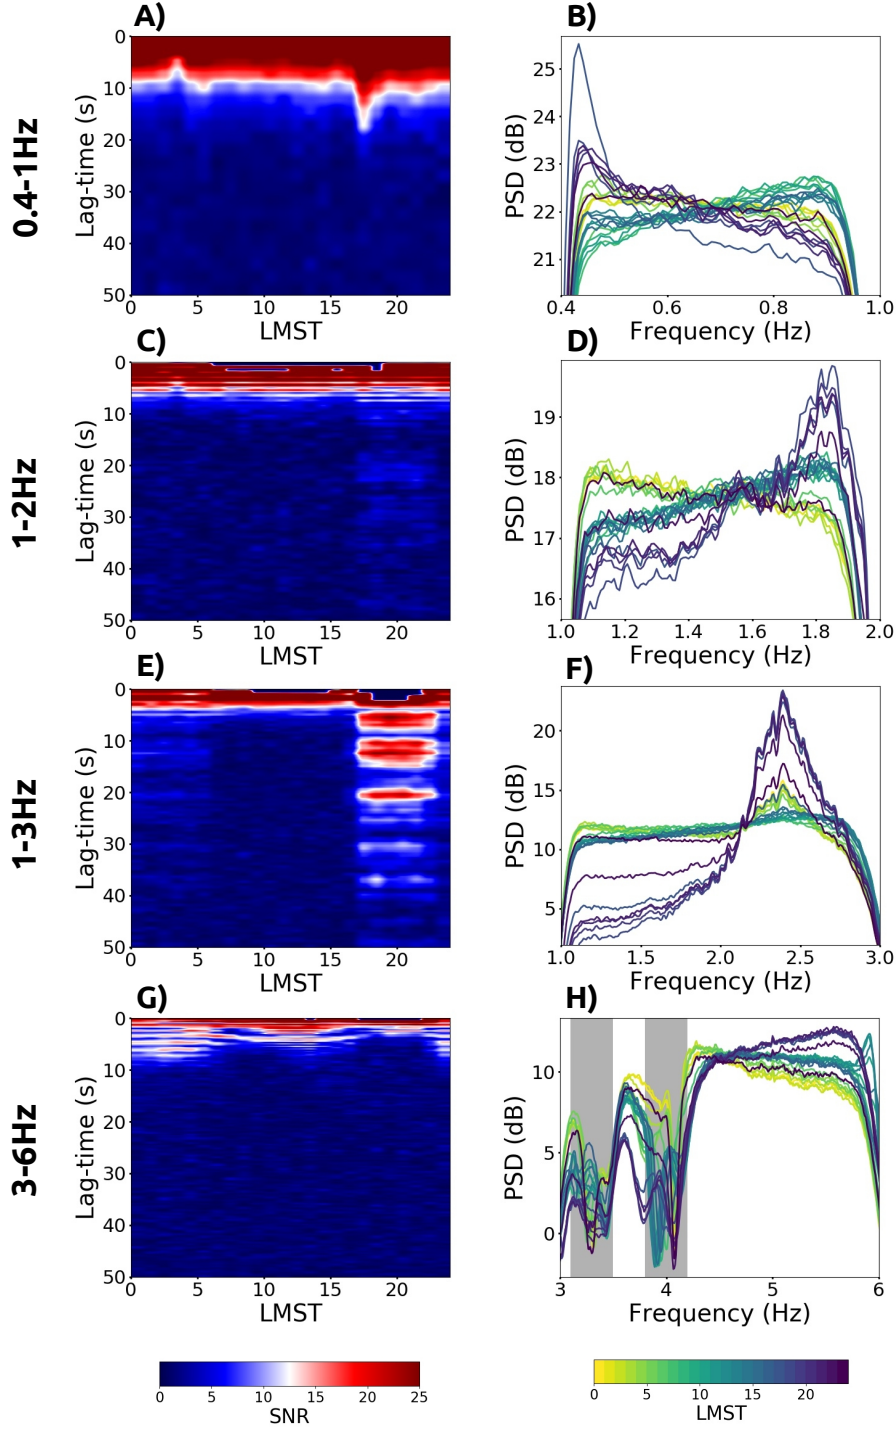 A)
B)
0.4-1Hz
Lag-time (s)
0
10
20
30
40
50
0 5 10 15 20
LMST
PSD (dB)
25
24
23
22
21
0.4 0.6 0.8 1.0
Frequency (Hz)
C)
D)
1-2Hz
Lag-time (s)
0
10
20
30
40
50
0 5 10 15 20
LMST
PSD (dB)
19
18
17
16
1.0 1.2 1.4 1.6 1.8 2.0
Frequency (Hz)
E)
F)
1-3Hz
Lag-time (s)
0
10
20
30
40
50
0 5 10 15 20
LMST
PSD (dB)
20
15
10
5
1.0 1.5 2.0 2.5 3.0
Frequency (Hz)
G)
H)
3-6Hz
Lag-time (s)
0
10
20
30
40
50
0 5 10 15 20
LMST
PSD (dB)
10
5
0
3 4 5 6
Frequency (Hz)
0 5 10 15 20 25
SNR
0 5 10 15 20
LMST